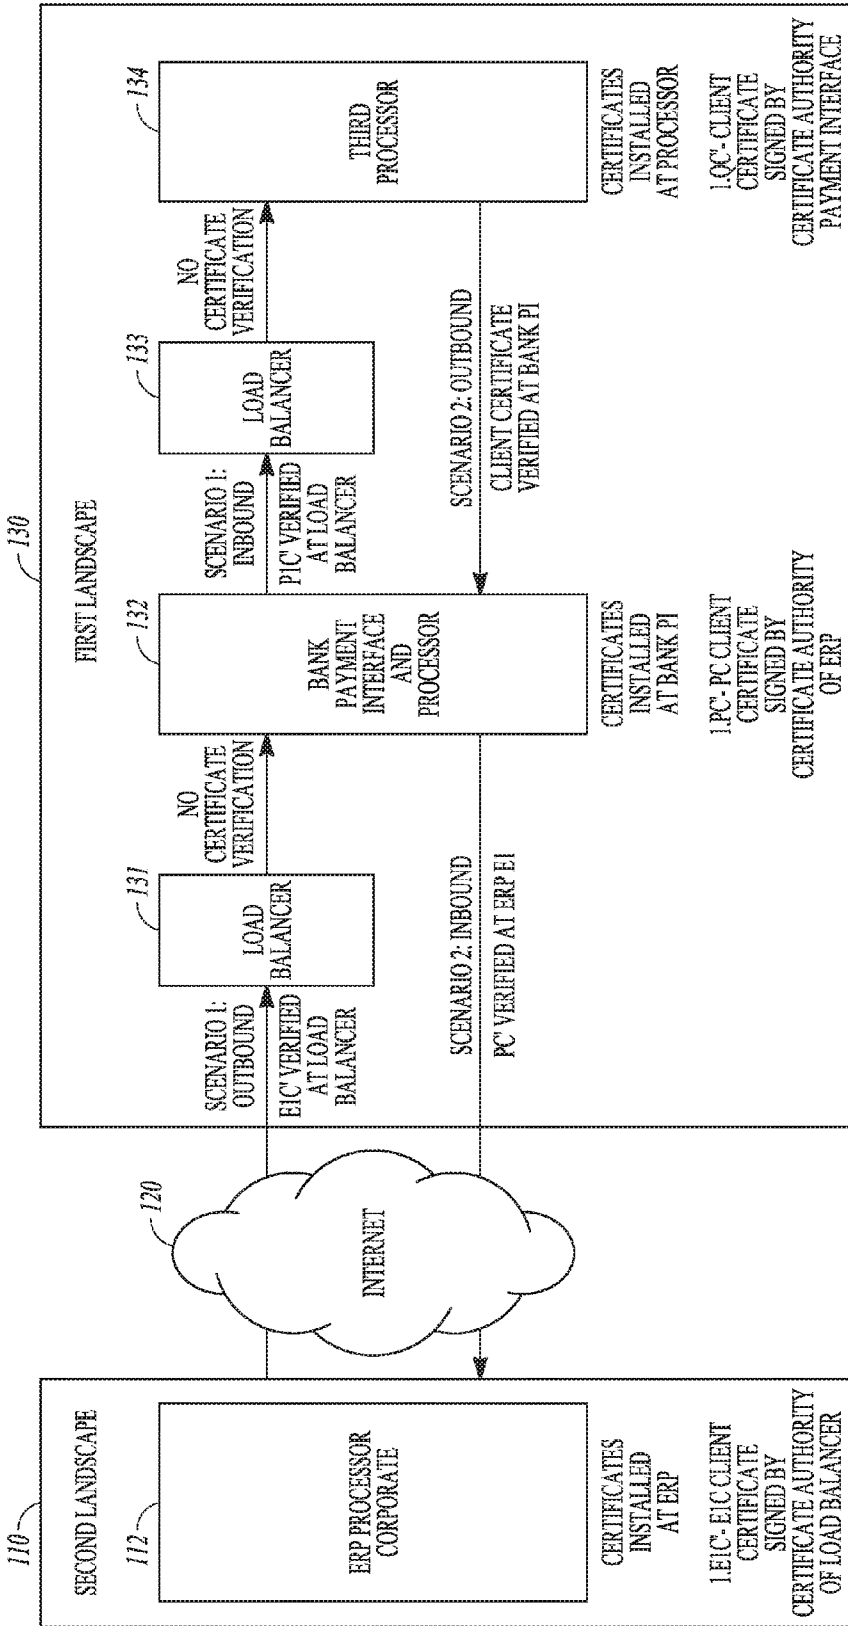 110
SECOND LANDSCAPE
112
ERP PROCESSOR
CORPORATE
CERTIFICATES
INSTALLED
AT ERP
1.E1C'- E1C CLIENT
CERTIFICATE
SIGNED BY
CERTIFICATE AUTHORITY
OF LOAD BALANCER
120
INTERNET
130
FIRST LANDSCAPE
SCENARIO 1:
OUTBOUND
E1C' VERIFIED
AT LOAD
BALANCER
131
LOAD
BALANCER
NO
CERTIFICATE
VERIFICATION
SCENARIO 2: INBOUND
PC' VERIFIED AT ERP E1
132
BANK
PAYMENT
INTERFACE
AND
PROCESSOR
CERTIFICATES
INSTALLED
AT BANK PI
1.PC'- PC CLIENT
CERTIFICATE
SIGNED BY
CERTIFICATE AUTHORITY
OF ERP
SCENARIO 1:
INBOUND
P1C' VERIFIED
AT LOAD
BALANCER
133
LOAD
BALANCER
NO
CERTIFICATE
VERIFICATION
SCENARIO 2: OUTBOUND
CLIENT CERTIFICATE
VERIFIED AT BANK PI
134
THIRD
PROCESSOR
CERTIFICATES
INSTALLED
AT PROCESSOR
1.QC'- CLIENT
CERTIFICATE
SIGNED BY
CERTIFICATE AUTHORITY
PAYMENT INTERFACE